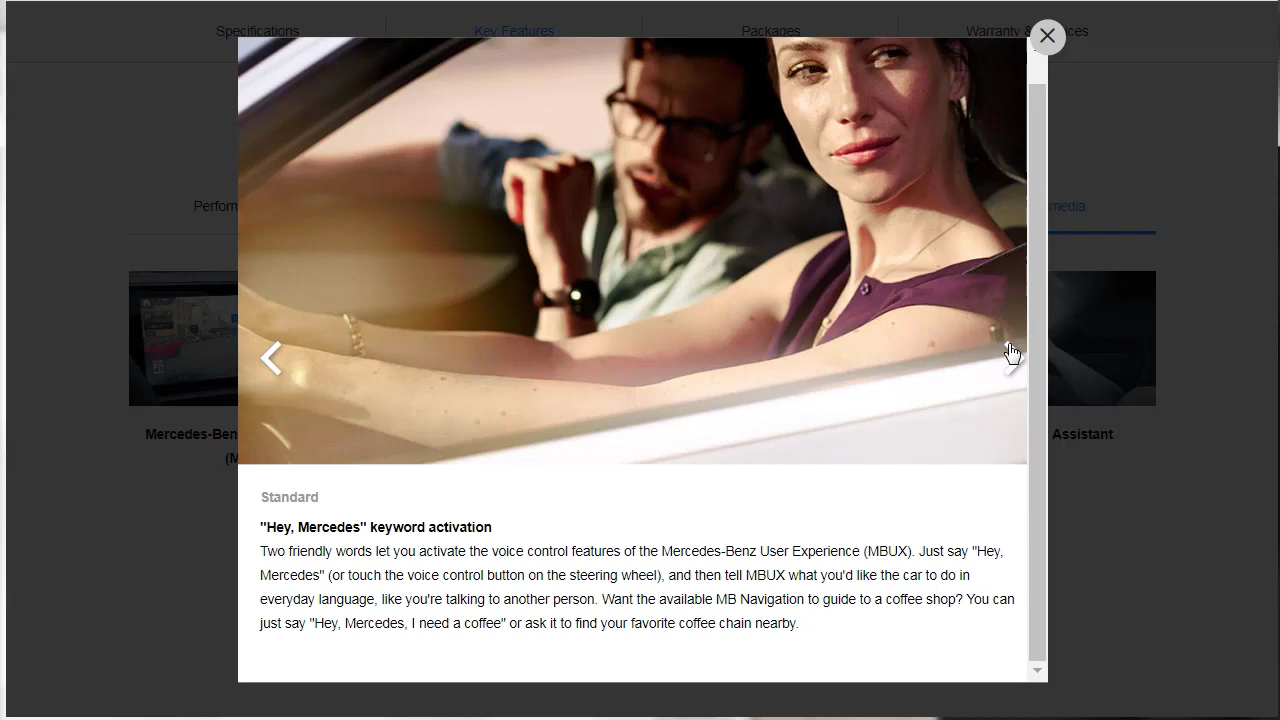 Specifications
Key Features
Packages
Warranty &
Perform
media
Mercedes-Ben
(M
Assistant
Standard
"Hey, Mercedes" keyword activation
Two friendly words let you activate the voice control features of the Mercedes-Benz User Experience (MBUX). Just say "Hey,
Mercedes" (or touch the voice control button on the steering wheel), and then tell MBUX what you'd like the car to do in
everyday language, like you're talking to another person. Want the available MB Navigation to guide to a coffee shop? You can
just say "Hey, Mercedes, I need a coffee" or ask it to find your favorite coffee chain nearby.